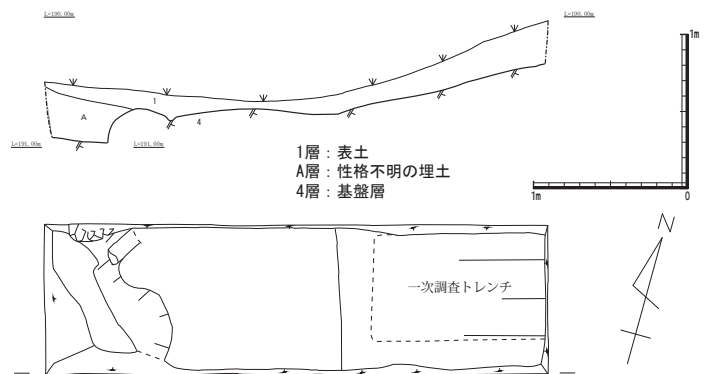 L=190.00m
L=190.00m
1m
1
A
4
L=191.00m
L=191.00m
1層：表土
A層：性格不明の埋土
4層：基盤層
1m
0
N
一次調査トレンチ